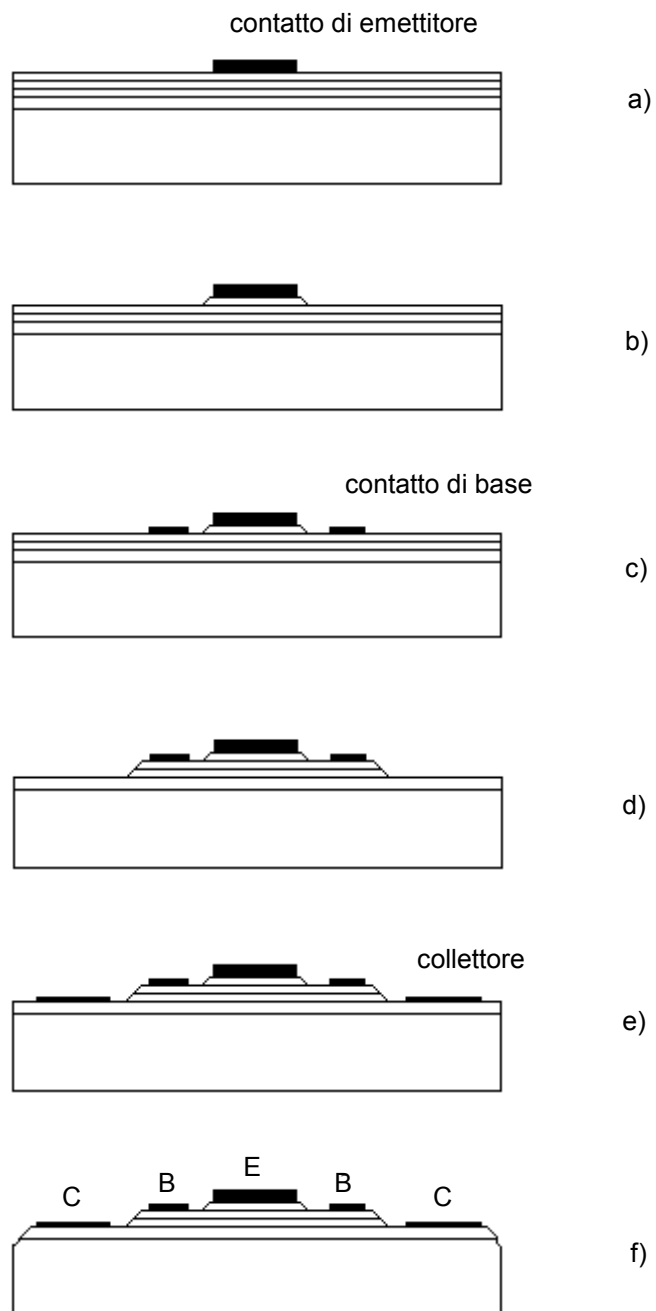 contatto di emettitore
a)
b)
contatto di base
c)
d)
collettore
e)
C B E B C
f)